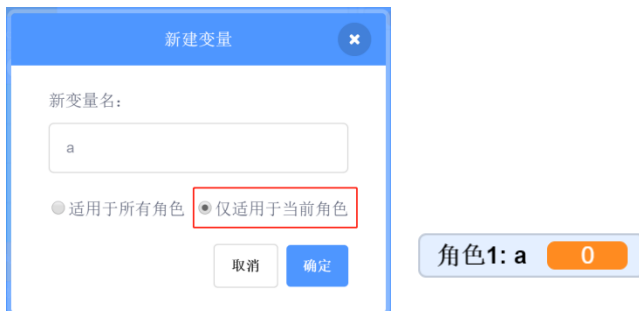 新建变量
新变量名：
a
适用于所有角色 仅适用于当前角色
取消 确定
角色1: a 0